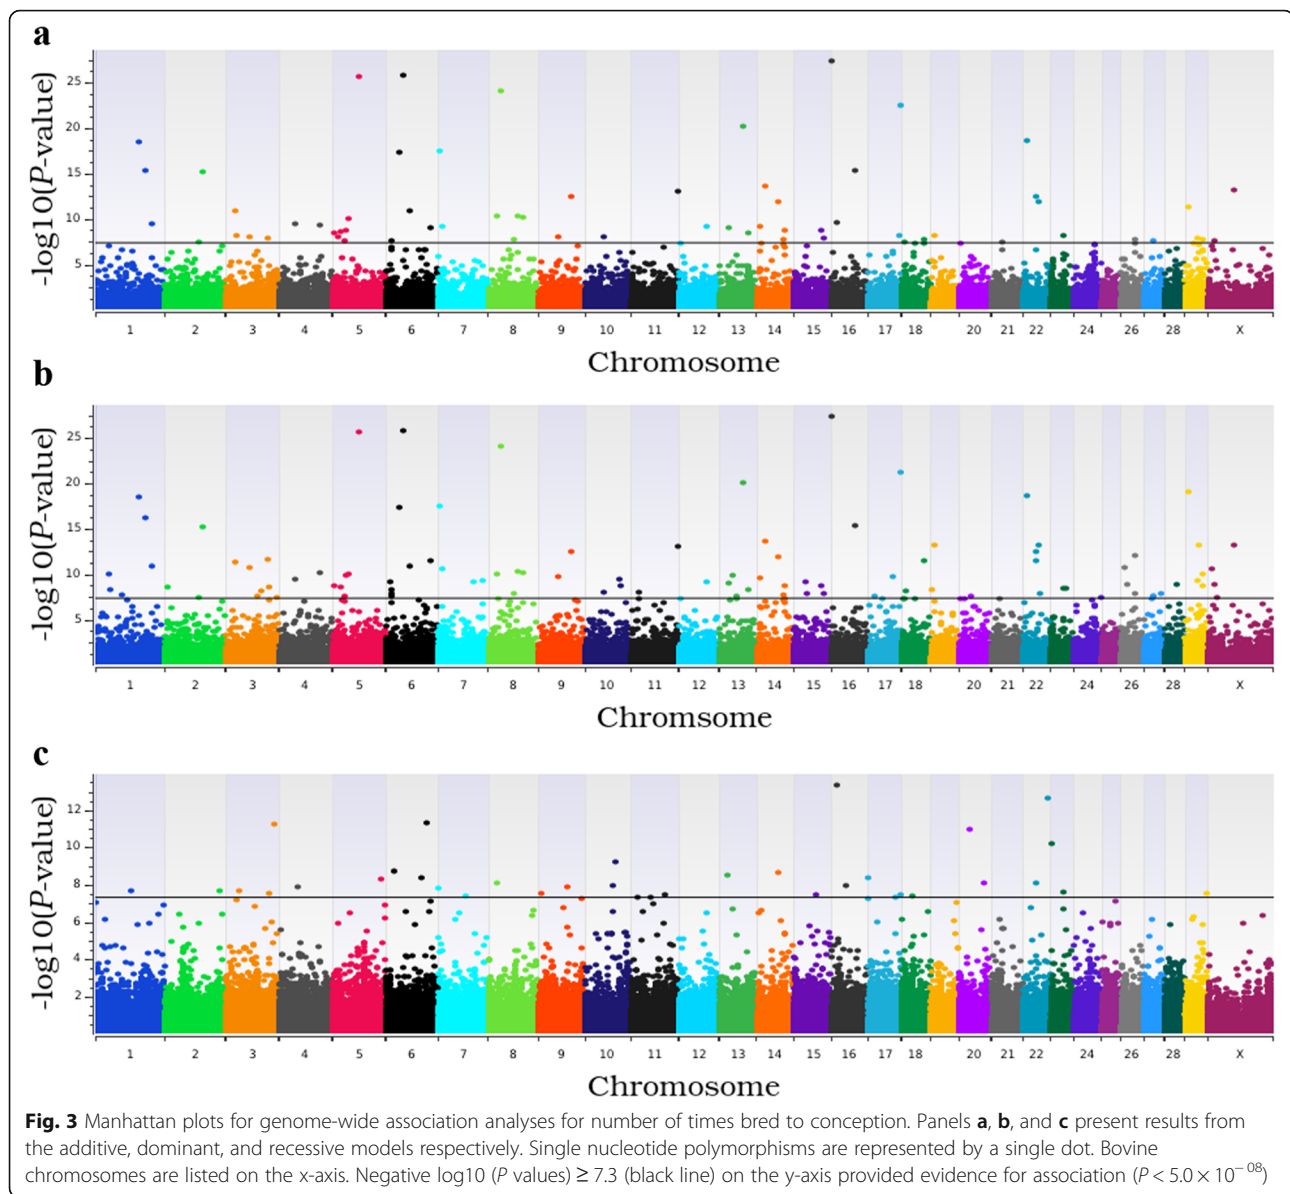 a
-log10(P-value)
25
20
15
10
5
1 2 3 4 5 6 7 8 9 10 11 12 13 14 15 16 17 18 20 21 22 24 26 28 X
Chromosome
b
-log10(P-value)
25
20
15
10
5
1 2 3 4 5 6 7 8 9 10 11 12 13 14 15 16 17 18 20 21 22 24 26 28 X
Chromsome
c
-log10(P-value)
12
10
8
6
4
2
1 2 3 4 5 6 7 8 9 10 11 12 13 14 15 16 17 18 20 21 22 24 26 28 X
Chromosome
Fig. 3 Manhattan plots for genome-wide association analyses for number of times bred to conception. Panels a, b, and c present results from
the additive, dominant, and recessive models respectively. Single nucleotide polymorphisms are represented by a single dot. Bovine
chromosomes are listed on the x-axis. Negative log10 (P values) ≥ 7.3 (black line) on the y-axis provided evidence for association (P < 5.0 × 10⁻⁰⁸)